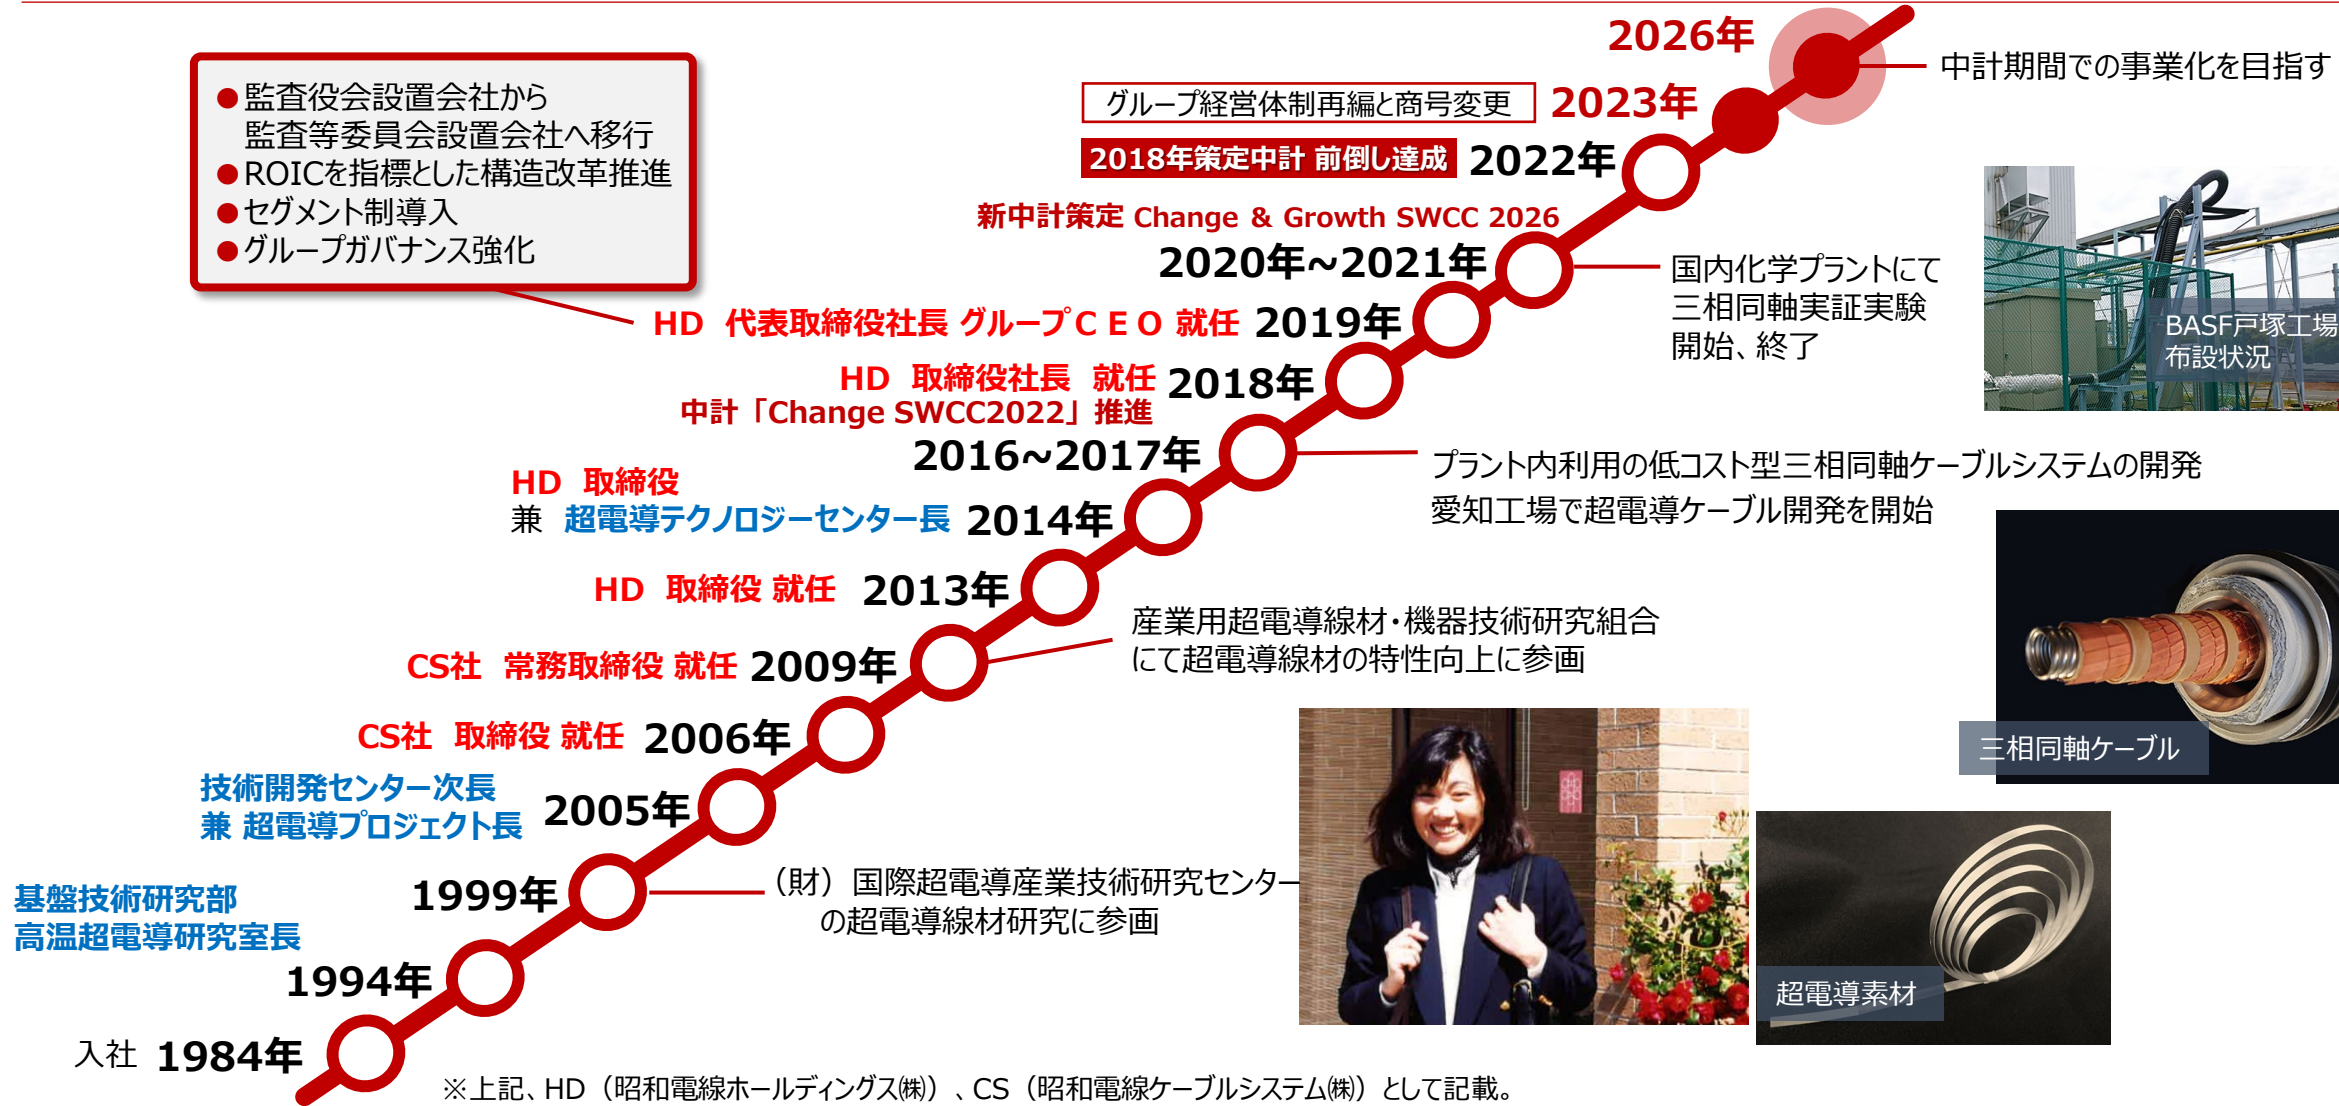 2026年
中計期間での事業化を目指す
グループ経営体制再編と商号変更
2023年
2018年策定中計 前倒し達成
2022年
新中計策定 Change & Growth SWCC 2026
2020年~2021年
国内化学プラントにて
三相同軸実証実験
開始、終了
BASF戸塚工場
布設状況
●監査役会設置会社から
監査等委員会設置会社へ移行
●ROICを指標とした構造改革推進
●セグメント制導入
●グループガバナンス強化
HD 代表取締役社長 グループCEO 就任
2019年
HD 取締役社長 就任
中計「Change SWCC2022」推進
2018年
2016~2017年
プラント内利用の低コスト型三相同軸ケーブルシステムの開発
愛知工場で超電導ケーブル開発を開始
HD 取締役
兼 超電導テクノロジーセンター長
2014年
三相同軸ケーブル
HD 取締役 就任
2013年
産業用超電導線材・機器技術研究組合
にて超電導線材の特性向上に参画
CS社 常務取締役 就任
2009年
CS社 取締役 就任
2006年
技術開発センター次長
兼 超電導プロジェクト長
2005年
1999年
(財)国際超電導産業技術研究センター
の超電導線材研究に参画
基盤技術研究部
高温超電導研究室長
1994年
超電導素材
入社
1984年
※上記、HD(昭和電線ホールディングス㈱)、CS(昭和電線ケーブルシステム㈱)として記載。